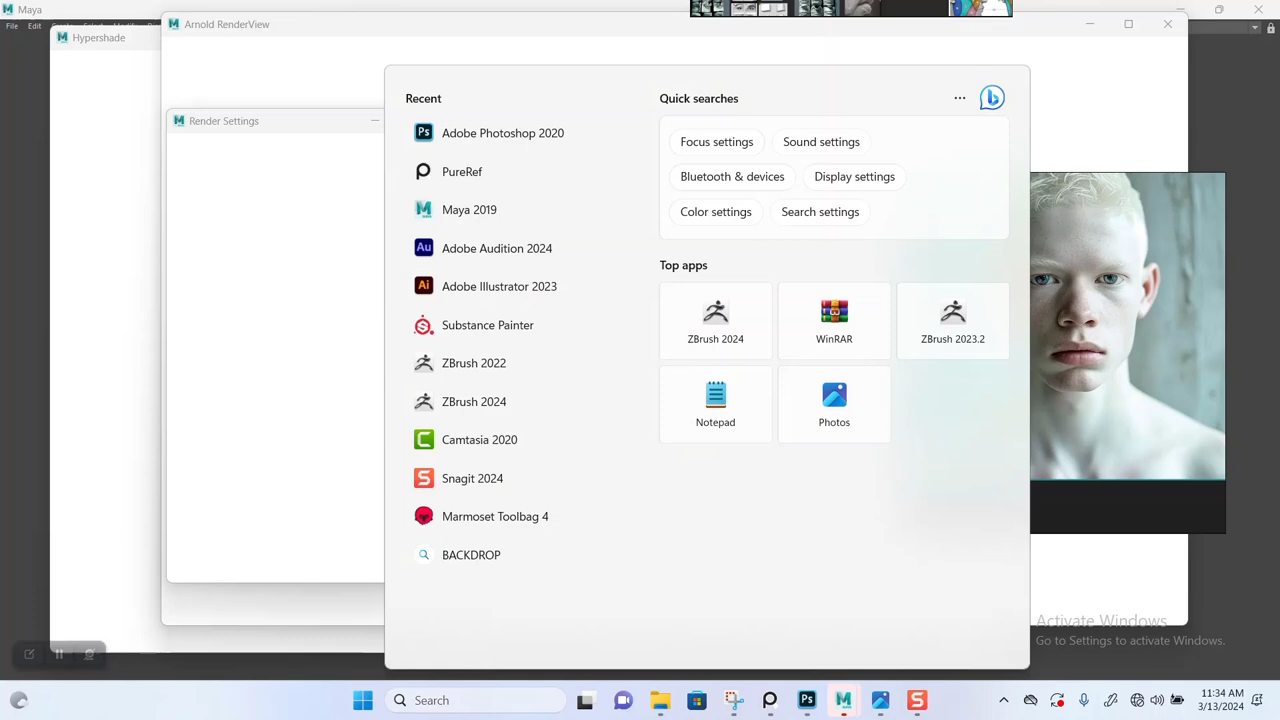 Maya
File Edit Create Select Modify
Arnold RenderView
Hypershade
Render Settings
Recent
Adobe Photoshop 2020
PureRef
Maya 2019
Adobe Audition 2024
Adobe Illustrator 2023
Substance Painter
ZBrush 2022
ZBrush 2024
Camtasia 2020
Snagit 2024
Marmoset Toolbag 4
BACKDROP
Quick searches
Focus settings
Sound settings
Bluetooth & devices
Display settings
Color settings
Search settings
Top apps
ZBrush 2024
WinRAR
ZBrush 2023.2
Notepad
Photos
Activate Windows
Go to Settings to activate Windows.
Search
11:34 AM
3/13/2024